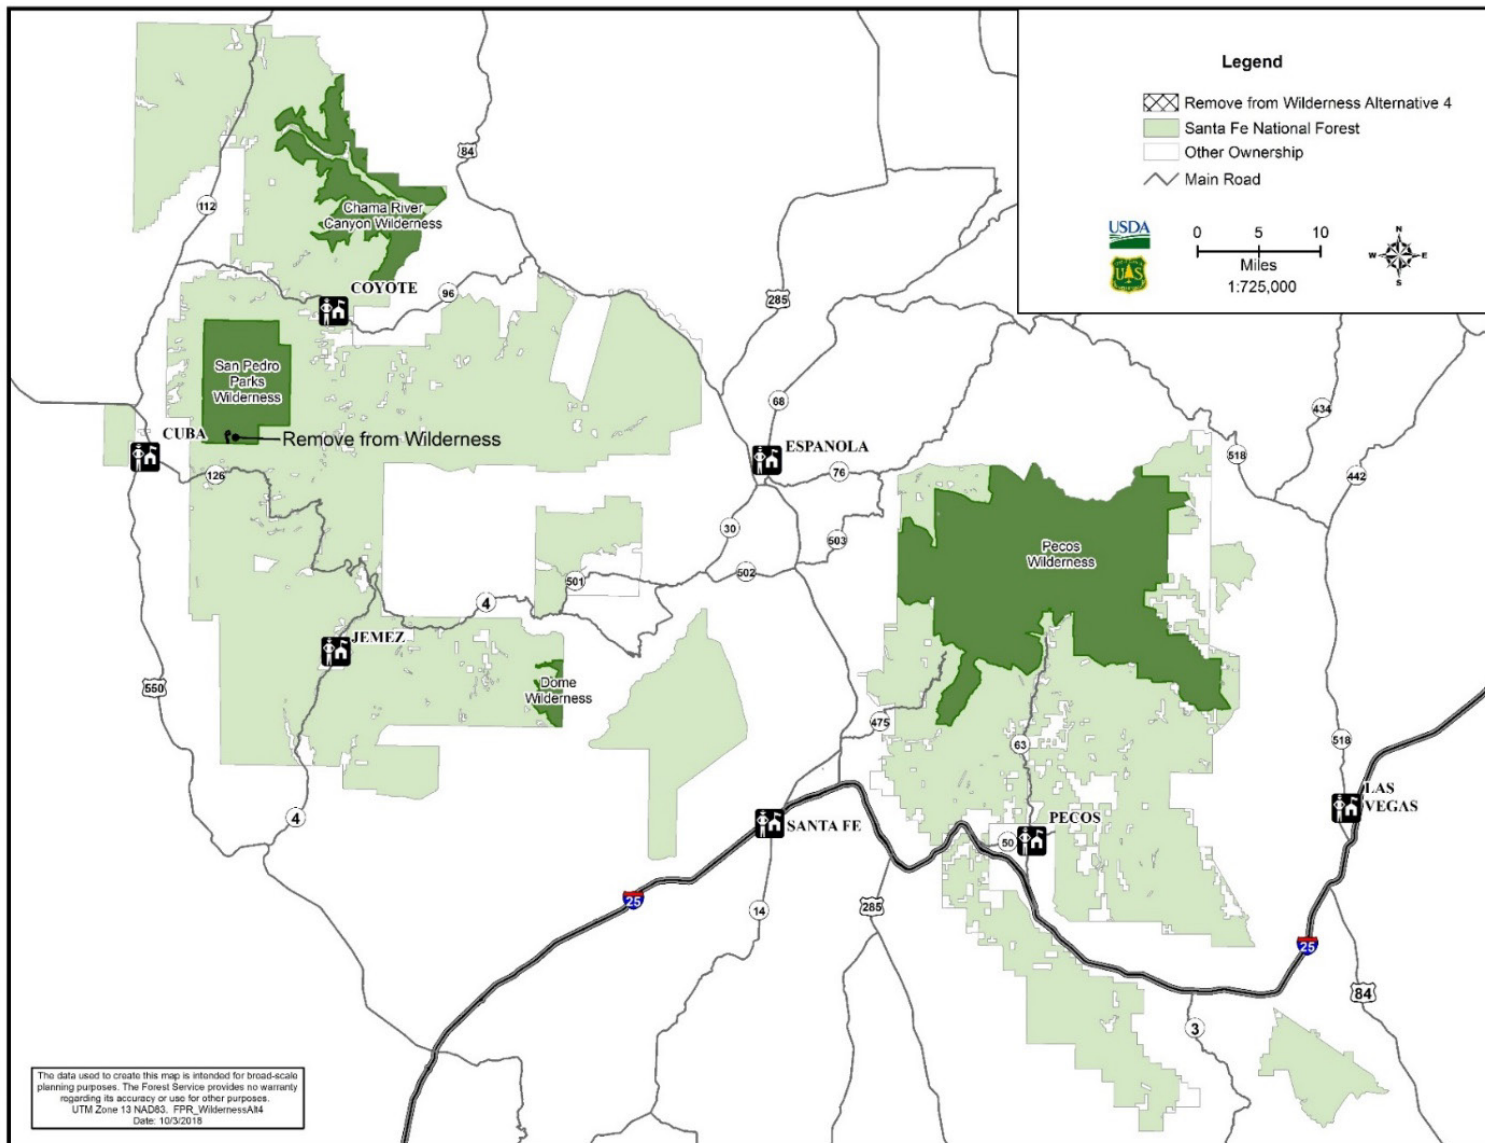 Legend
Remove from Wilderness Alternative 4
Santa Fe National Forest
Other Ownership
Main Road
USDA
0 5 10
Miles
1:725,000
N
W E
S
U S
84
112
Chama River
Canyon Wilderness
COYOTE
96
285
San Pedro
Parks
Wilderness
68
434
CUBA
Remove from Wilderness
ESPANOLA
518
126
76
442
30
503
Pecos
Wilderness
502
501
4
JEMEZ
550
Dome
Wilderness
475
63
518
4
LAS
VEGAS
SANTA FE
PECOS
50
25
14
285
25
84
3
The data used to create this map is intended for broad-scale
planning purposes. The Forest Service provides no warranty
regarding its accuracy or use for other purposes.
UTM Zone 13 NAD83. FPR_WildernessAlt4
Date: 10/3/2018